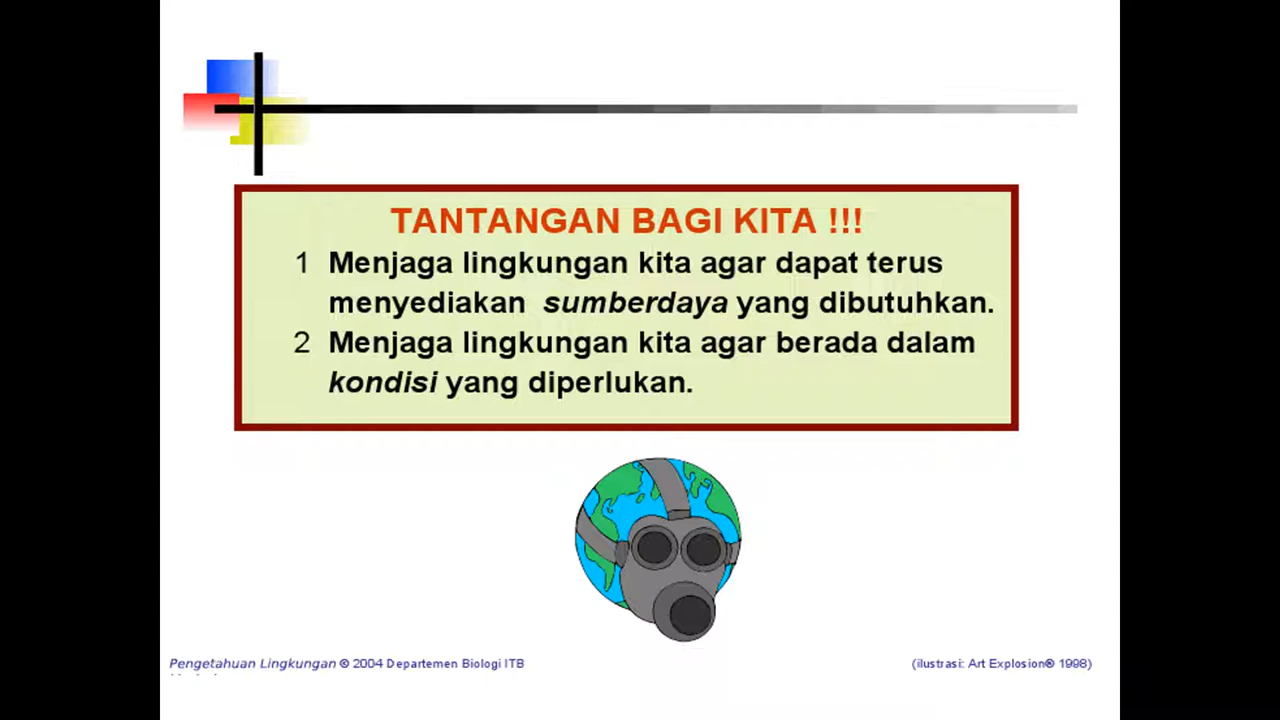 TANTANGAN BAGI KITA !!!
1 Menjaga lingkungan kita agar dapat terus
menyediakan sumberdaya yang dibutuhkan.
2 Menjaga lingkungan kita agar berada dalam
kondisi yang diperlukan.
Pengetahuan Lingkungan © 2004 Departemen Biologi ITB
(ilustrasi: Art Explosion® 1998)